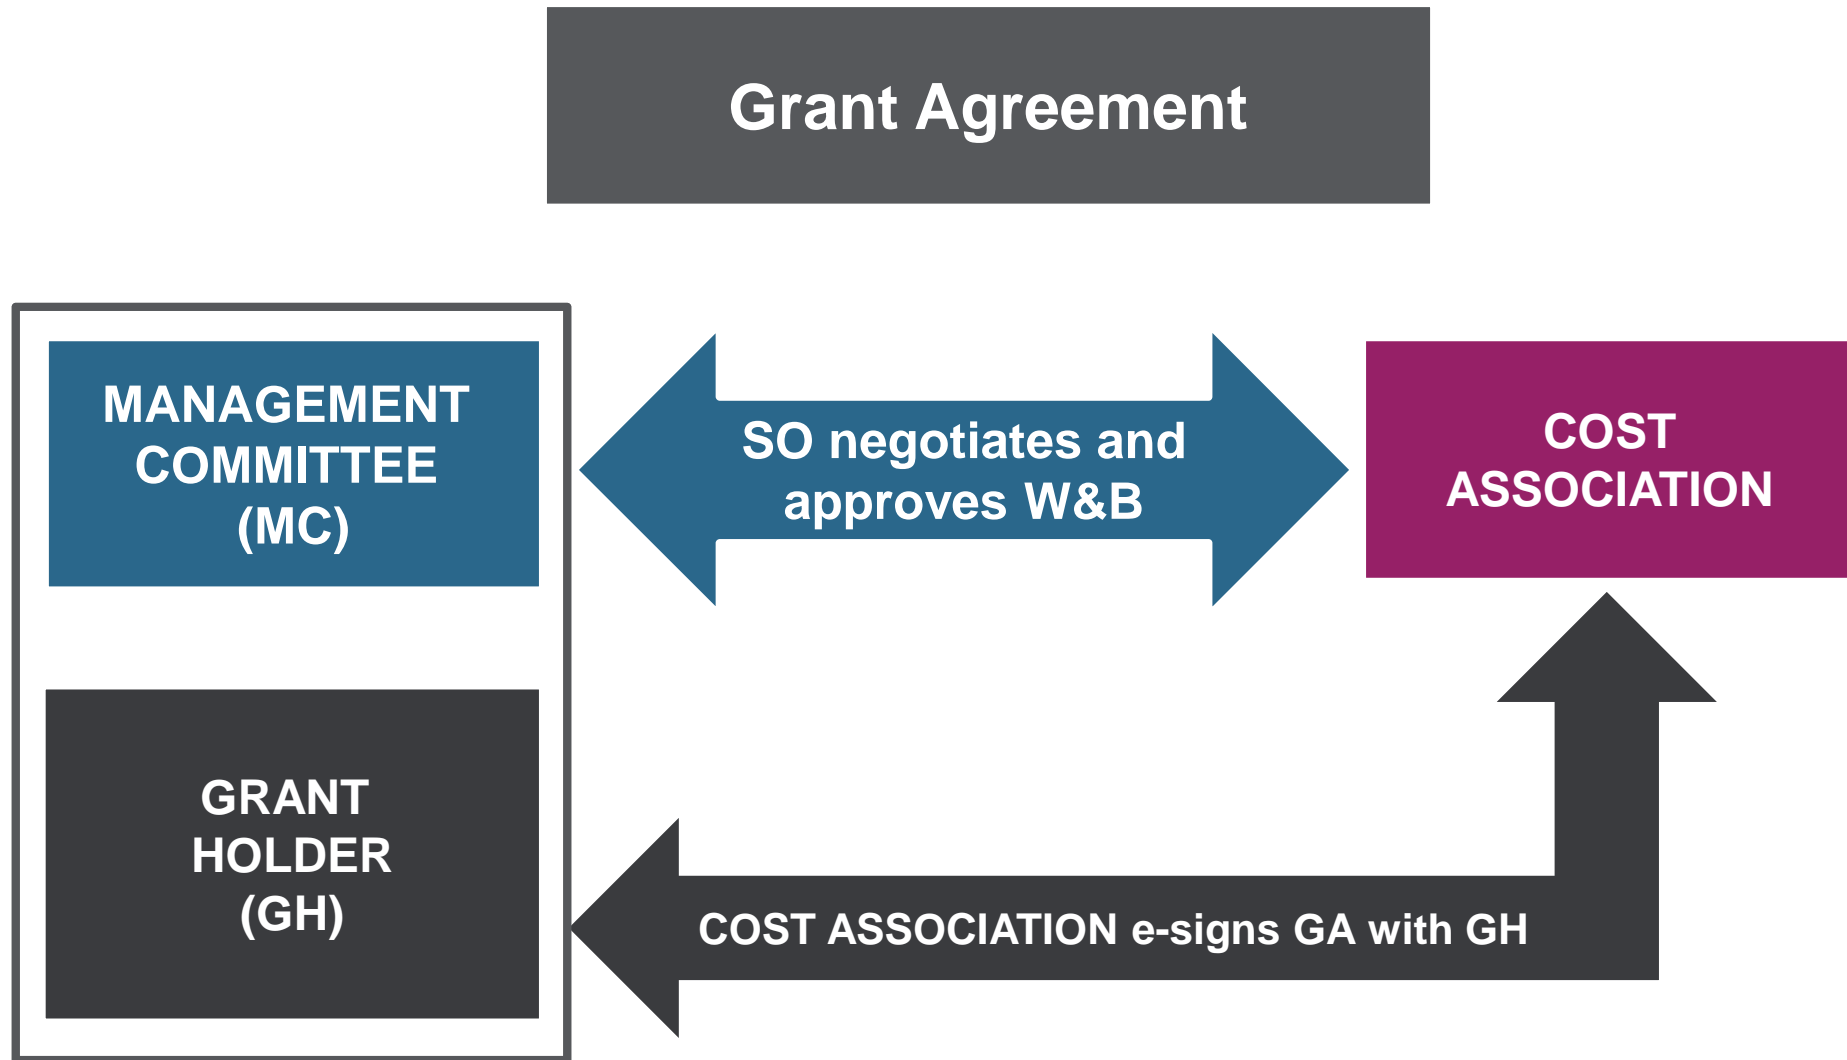 Grant Agreement
MANAGEMENT
COMMITTEE
(MC)
SO negotiates and
approves W&B
COST
ASSOCIATION
GRANT
HOLDER
(GH)
COST ASSOCIATION e-signs GA with GH